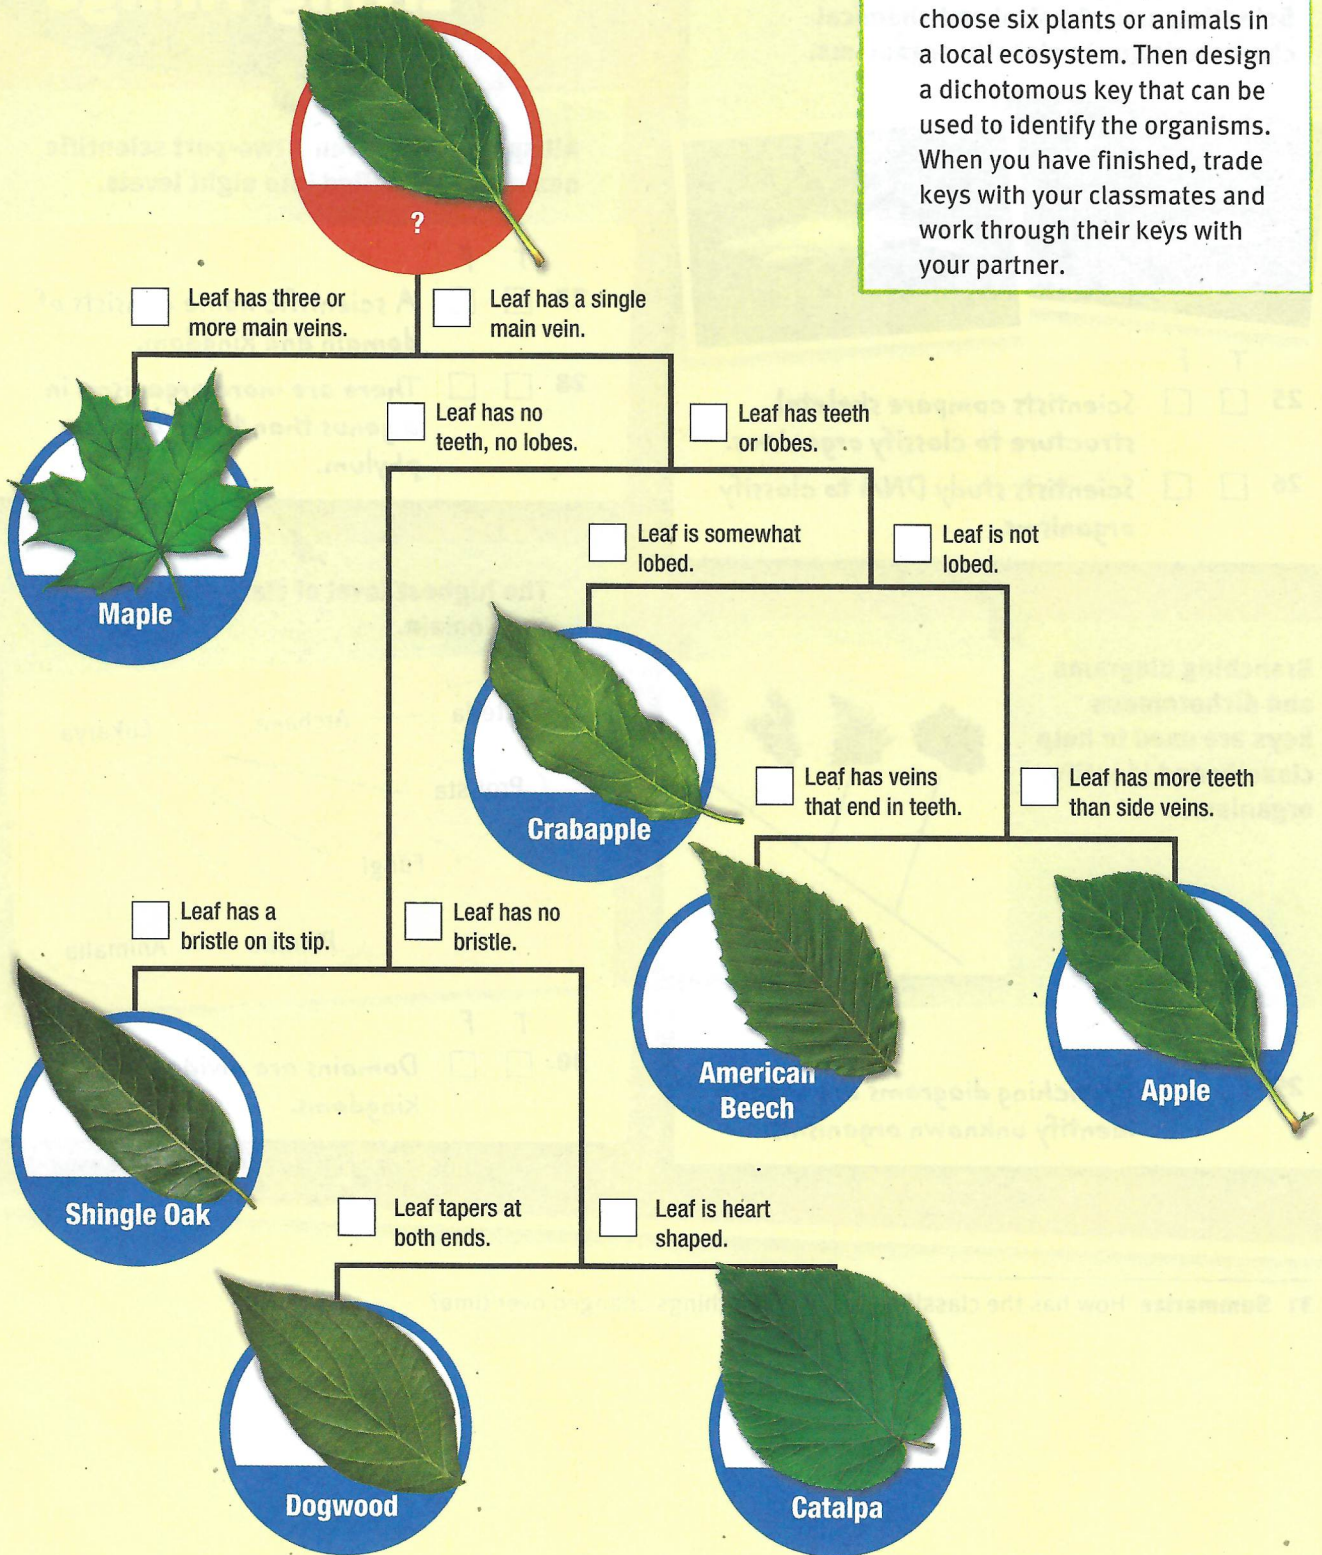 choose six plants or animals in
a local ecosystem. Then design
a dichotomous key that can be
used to identify the organisms.
When you have finished, trade
keys with your classmates and
work through their keys with
your partner.
?
Leaf has three or
more main veins.
Leaf has a single
main vein.
Leaf has no
teeth, no lobes.
Leaf has teeth
or lobes.
Maple
Leaf is somewhat
lobed.
Leaf is not
lobed.
Crabapple
Leaf has veins
that end in teeth.
Leaf has more teeth
than side veins.
Leaf has a
bristle on its tip.
Leaf has no
bristle.
American
Beech
Apple
Shingle Oak
Leaf tapers at
both ends.
Leaf is heart
shaped.
Dogwood
Catalpa